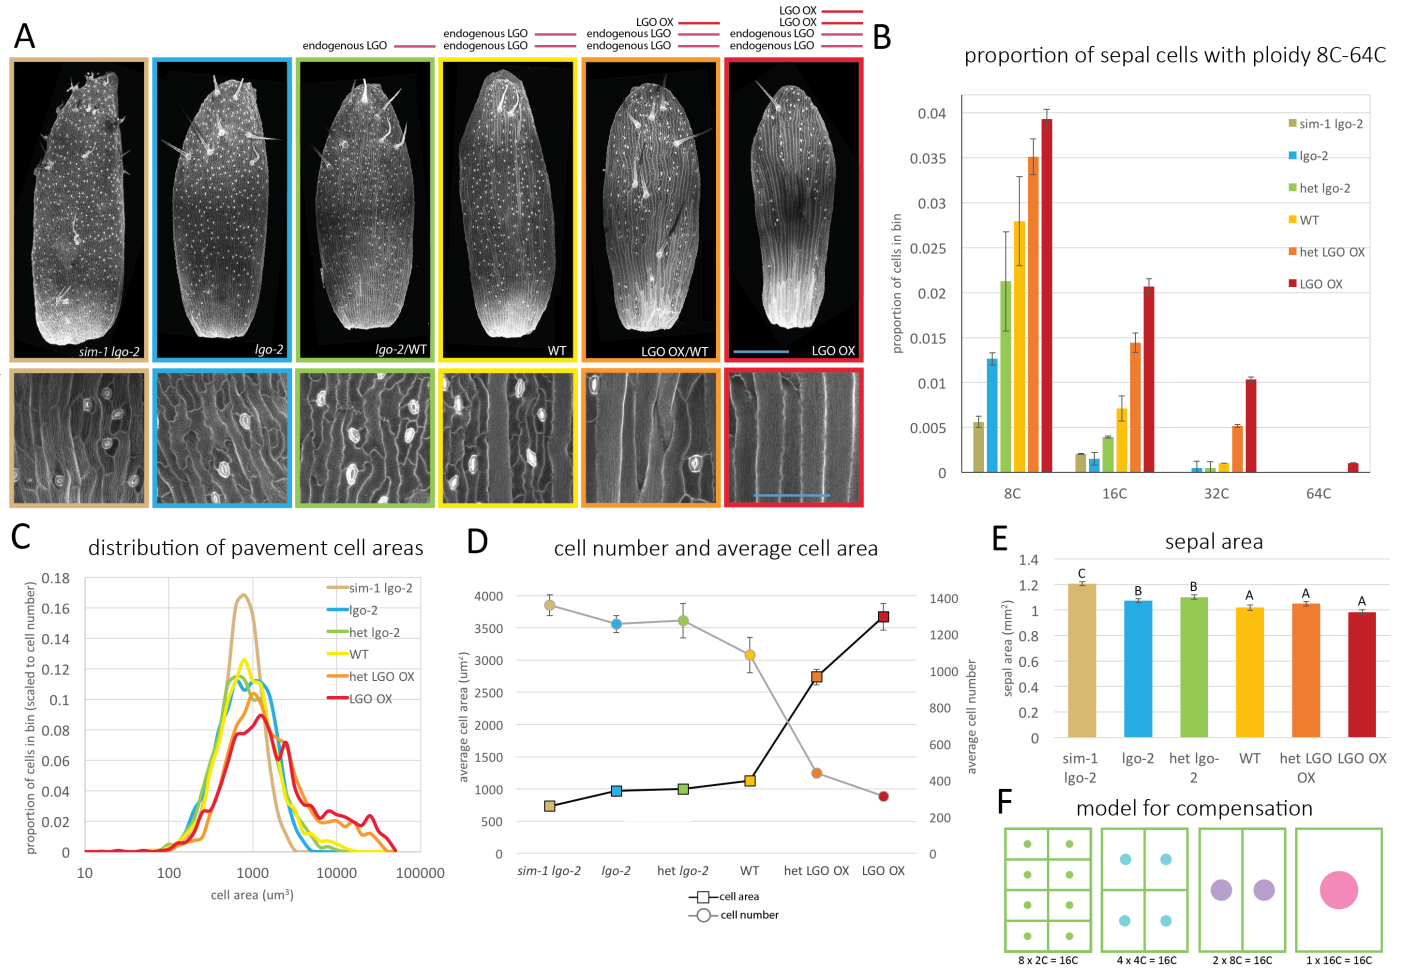 A
endogenous LGO
endogenous LGO
endogenous LGO
LGO OX
endogenous LGO
endogenous LGO
LGO OX
LGO OX
endogenous LGO
endogenous LGO
sim-1 lgo-2
lgo-2
lgo-2/WT
WT
LGO OX/WT
LGO OX
B
proportion of sepal cells with ploidy 8C-64C
proportion of cells in bin
0.04
0.035
0.03
0.025
0.02
0.015
0.01
0.005
0
8C
16C
32C
64C
sim-1 lgo-2
lgo-2
het lgo-2
WT
het LGO OX
LGO OX
C
distribution of pavement cell areas
proportion of cells in bin (scaled to cell number)
0.18
0.16
0.14
0.12
0.1
0.08
0.06
0.04
0.02
0
10
100
1000
10000
100000
cell area (um³)
sim-1 lgo-2
lgo-2
het lgo-2
WT
het LGO OX
LGO OX
D
cell number and average cell area
average cell area (um²)
4000
3500
3000
2500
2000
1500
1000
500
0
1400
1200
1000
800
600
400
200
0
average cell number
sim-1 lgo-2
lgo-2
het lgo-2
WT
het LGO OX
LGO OX
cell area
cell number
E
sepal area
sepal area (mm²)
1.4
1.2
1
0.8
0.6
0.4
0.2
0
C
B
B
A
A
A
sim-1
lgo-2
lgo-2
het lgo-
2
WT
het LGO
OX
LGO OX
F
model for compensation
8 x 2C = 16C
4 x 4C = 16C
2 x 8C = 16C
1 x 16C = 16C